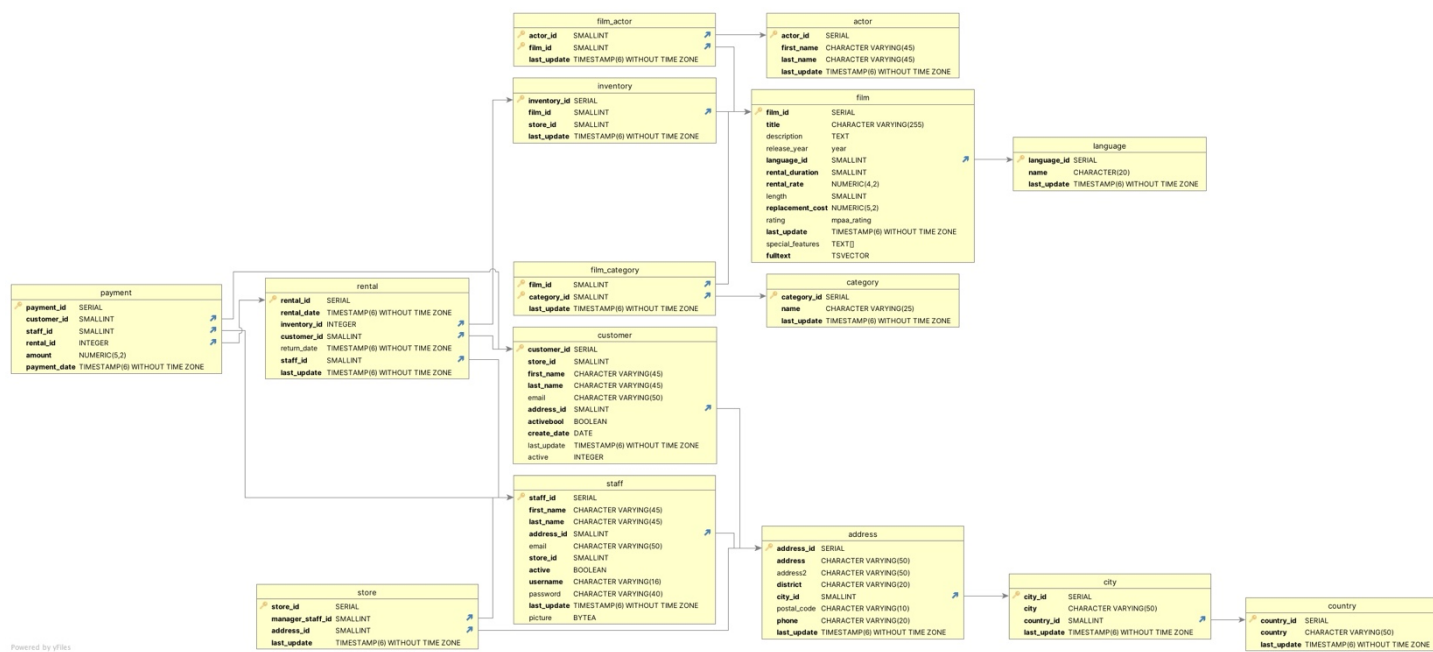 film_actor
actor_id SMALLINT
film_id SMALLINT
last_update TIMESTAMP(6) WITHOUT TIME ZONE
actor
actor_id SERIAL
first_name CHARACTER VARYING(45)
last_name CHARACTER VARYING(45)
last_update TIMESTAMP(6) WITHOUT TIME ZONE
inventory
inventory_id SERIAL
film_id SMALLINT
store_id SMALLINT
last_update TIMESTAMP(6) WITHOUT TIME ZONE
film
film_id SERIAL
title CHARACTER VARYING(255)
description TEXT
release_year year
language_id SMALLINT
rental_duration SMALLINT
rental_rate NUMERIC(4,2)
length SMALLINT
replacement_cost NUMERIC(5,2)
rating mpaa_rating
last_update TIMESTAMP(6) WITHOUT TIME ZONE
special_features TEXT[]
fulltext TSVECTOR
language
language_id SERIAL
name CHARACTER(20)
last_update TIMESTAMP(6) WITHOUT TIME ZONE
payment
payment_id SERIAL
customer_id SMALLINT
staff_id SMALLINT
rental_id INTEGER
amount NUMERIC(5,2)
payment_date TIMESTAMP(6) WITHOUT TIME ZONE
rental
rental_id SERIAL
rental_date TIMESTAMP(6) WITHOUT TIME ZONE
inventory_id INTEGER
customer_id SMALLINT
return_date TIMESTAMP(6) WITHOUT TIME ZONE
staff_id SMALLINT
last_update TIMESTAMP(6) WITHOUT TIME ZONE
film_category
film_id SMALLINT
category_id SMALLINT
last_update TIMESTAMP(6) WITHOUT TIME ZONE
category
category_id SERIAL
name CHARACTER VARYING(25)
last_update TIMESTAMP(6) WITHOUT TIME ZONE
customer
customer_id SERIAL
store_id SMALLINT
first_name CHARACTER VARYING(45)
last_name CHARACTER VARYING(45)
email CHARACTER VARYING(50)
address_id SMALLINT
activebool BOOLEAN
create_date DATE
last_update TIMESTAMP(6) WITHOUT TIME ZONE
active INTEGER
staff
staff_id SERIAL
first_name CHARACTER VARYING(45)
last_name CHARACTER VARYING(45)
address_id SMALLINT
email CHARACTER VARYING(50)
store_id SMALLINT
active BOOLEAN
username CHARACTER VARYING(16)
password CHARACTER VARYING(40)
last_update TIMESTAMP(6) WITHOUT TIME ZONE
picture BYTEA
store
store_id SERIAL
manager_staff_id SMALLINT
address_id SMALLINT
last_update TIMESTAMP(6) WITHOUT TIME ZONE
address
address_id SERIAL
address CHARACTER VARYING(50)
address2 CHARACTER VARYING(50)
district CHARACTER VARYING(20)
city_id SMALLINT
postal_code CHARACTER VARYING(10)
phone CHARACTER VARYING(20)
last_update TIMESTAMP(6) WITHOUT TIME ZONE
city
city_id SERIAL
city CHARACTER VARYING(50)
country_id SMALLINT
last_update TIMESTAMP(6) WITHOUT TIME ZONE
country
country_id SERIAL
country CHARACTER VARYING(50)
last_update TIMESTAMP(6) WITHOUT TIME ZONE
Powered by yFiles